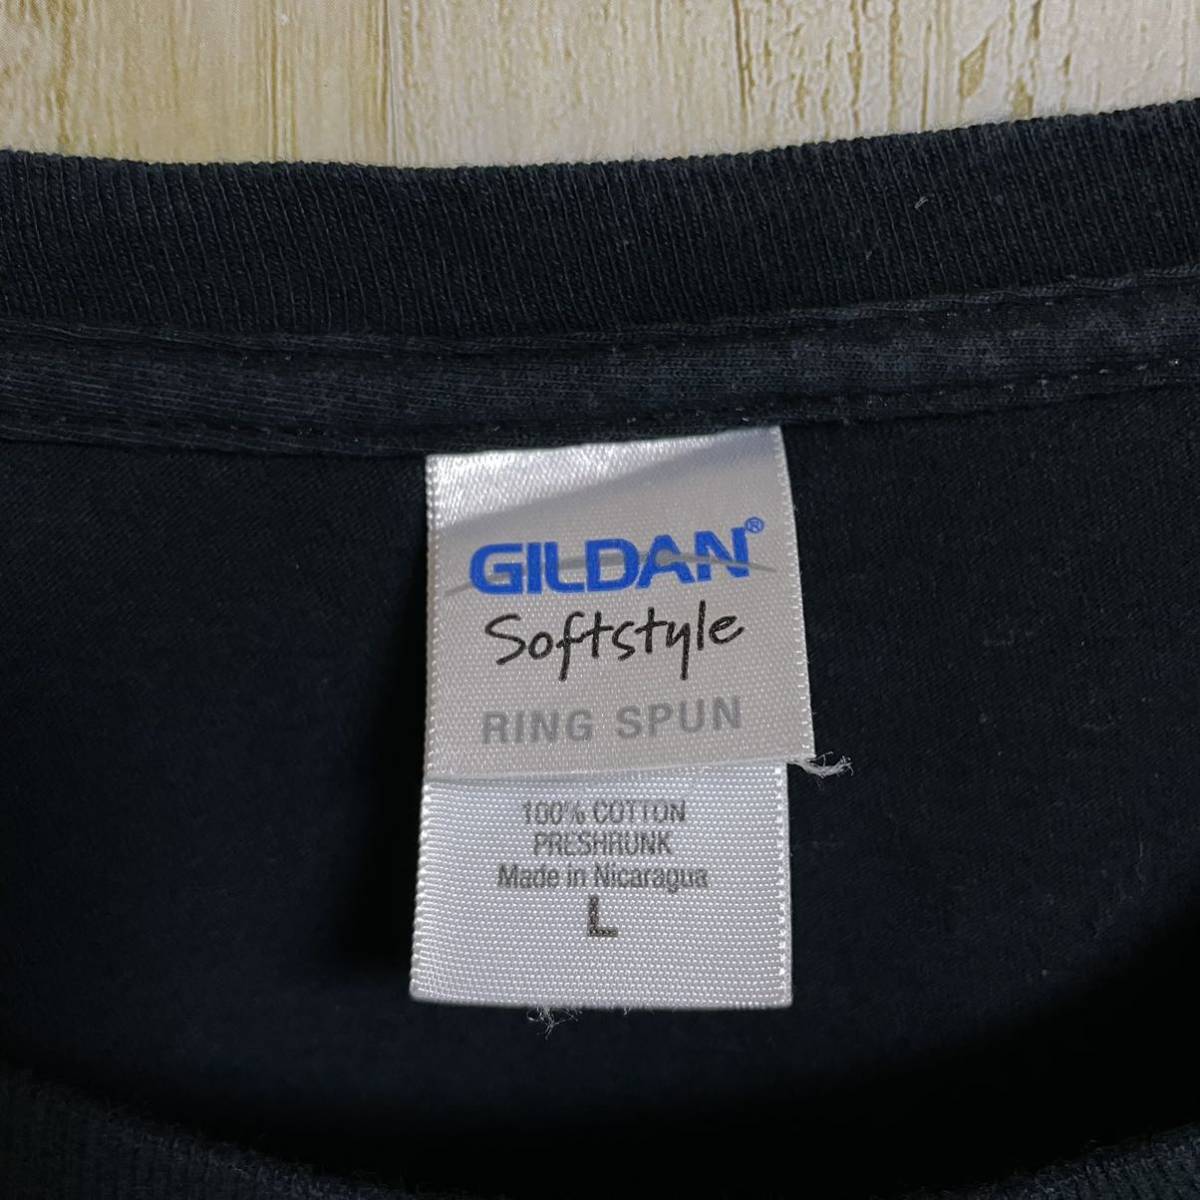 GILDAN®
Softstyle
RING SPUN
100% COTTON
PRESHRUNK
Made in Nicaragua
L